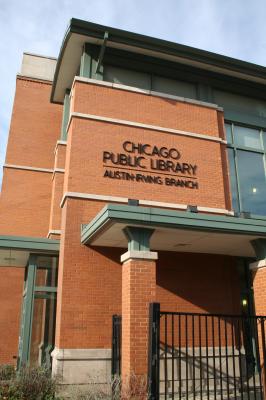 CHICAGO
PUBLIC LIBRARY
AUSTIN-IRVING BRANCH